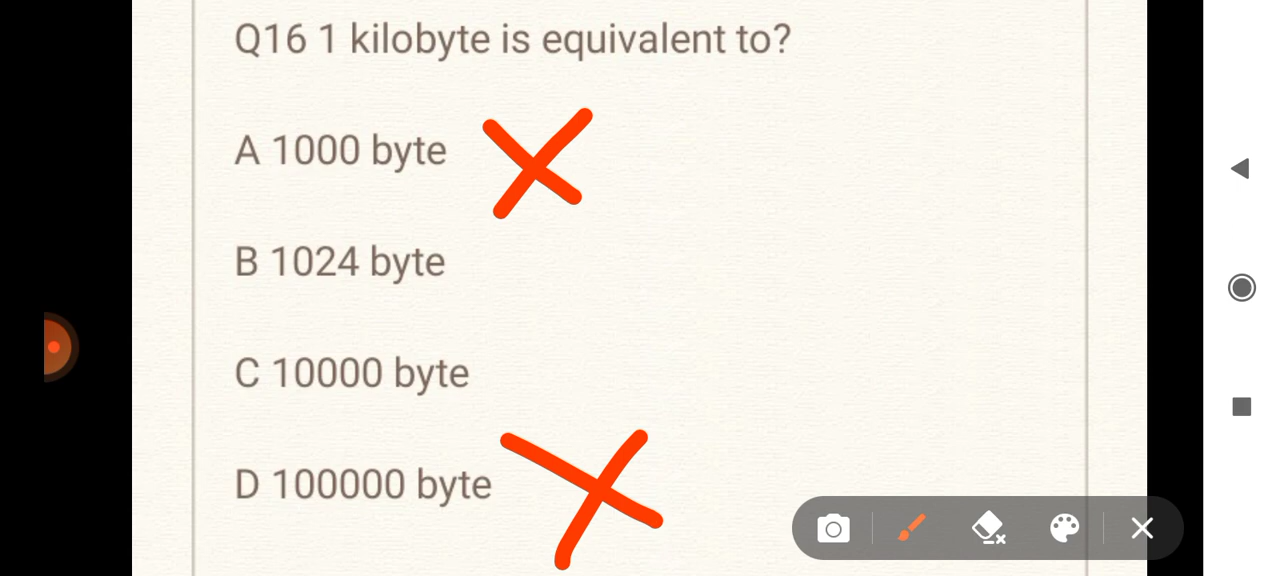 Q16 1 kilobyte is equivalent to?
A 1000 byte
B 1024 byte
C 10000 byte
D 100000 byte